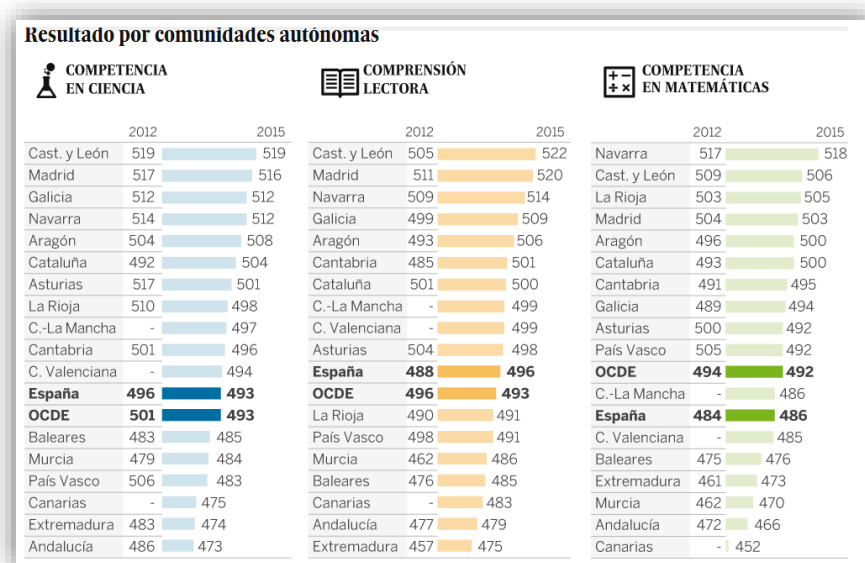 Resultado por comunidades autónomas
COMPETENCIA
EN CIENCIA
2012 2015
Cast. y León 519 519
Madrid 517 516
Galicia 512 512
Navarra 514 512
Aragón 504 508
Cataluña 492 504
Asturias 517 501
La Rioja 510 498
C.-La Mancha - 497
Cantabria 501 496
C. Valenciana - 494
España 496 493
OCDE 501 493
Baleares 483 485
Murcia 479 484
País Vasco 506 483
Canarias - 475
Extremadura 483 474
Andalucía 486 473
COMPRENSIÓN
LECTORA
2012 2015
Cast. y León 505 522
Madrid 511 520
Navarra 509 514
Galicia 499 509
Aragón 493 506
Cantabria 485 501
Cataluña 501 500
C.-La Mancha - 499
C. Valenciana - 499
Asturias 504 498
España 488 496
OCDE 496 493
La Rioja 490 491
País Vasco 498 491
Murcia 462 486
Baleares 476 485
Canarias - 483
Andalucía 477 479
Extremadura 457 475
COMPETENCIA
EN MATEMÁTICAS
2012 2015
Navarra 517 518
Cast. y León 509 506
La Rioja 503 505
Madrid 504 503
Aragón 496 500
Cataluña 493 500
Cantabria 491 495
Galicia 489 494
Asturias 500 492
País Vasco 505 492
OCDE 494 492
C.-La Mancha - 486
España 484 486
C. Valenciana - 485
Baleares 475 476
Extremadura 461 473
Murcia 462 470
Andalucía 472 466
Canarias - 452